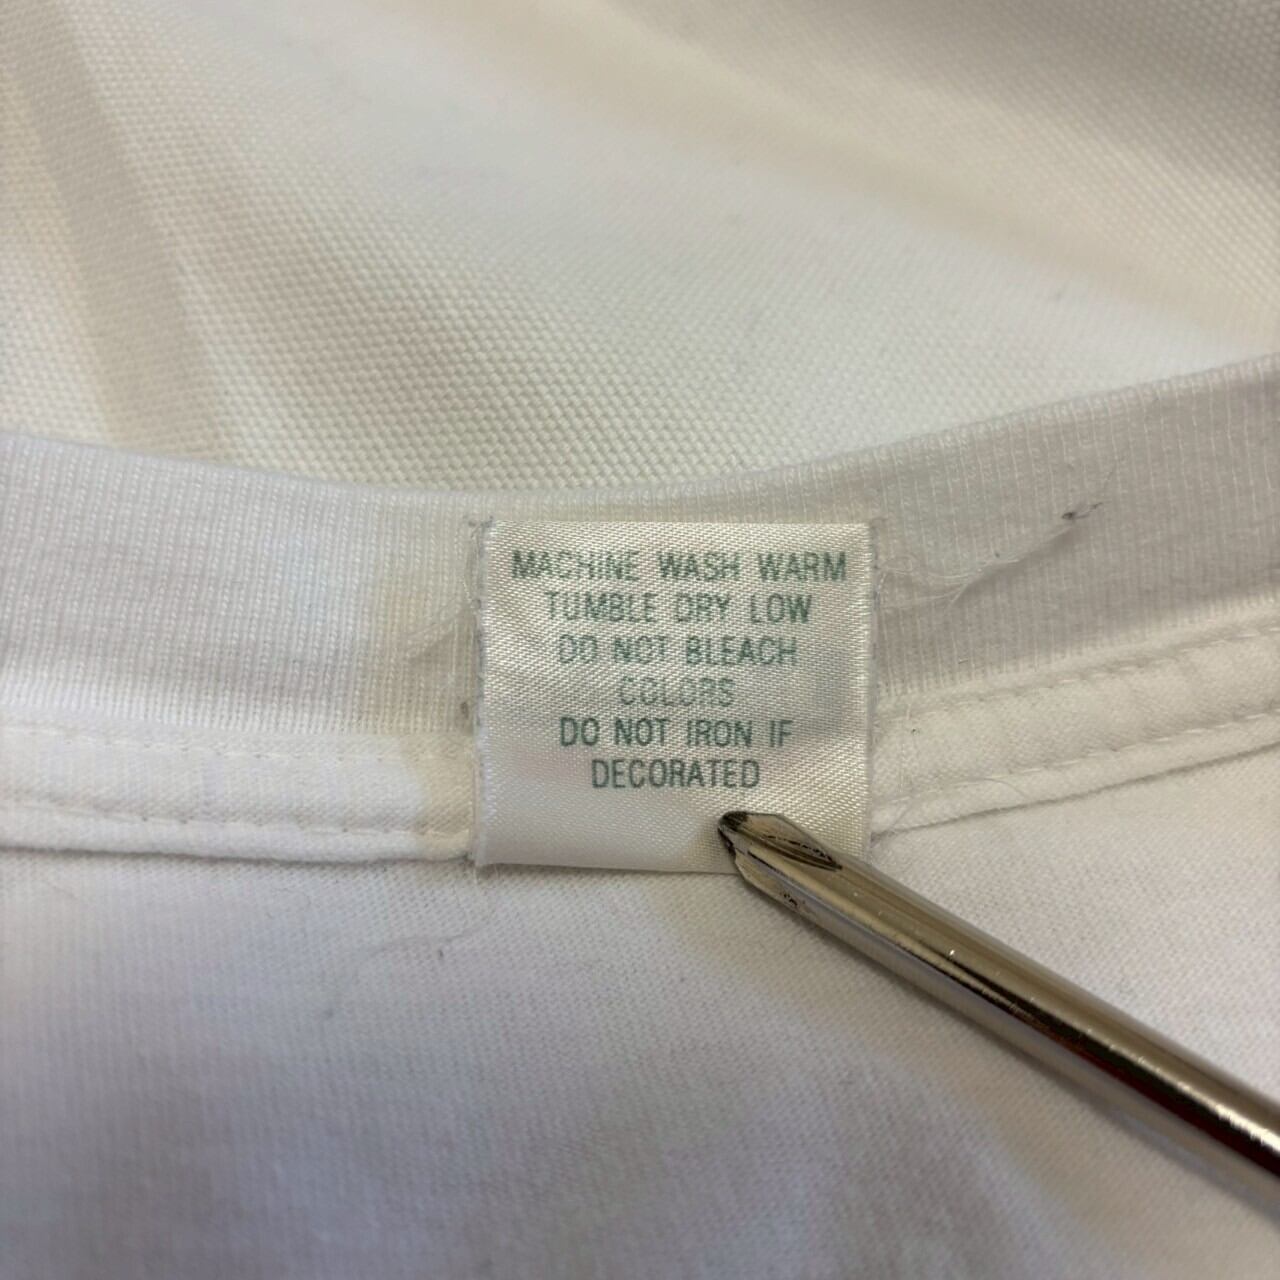 MACHINE WASH WARM
TUMBLE DRY LOW
DO NOT BLEACH
COLORS
DO NOT IRON IF
DECORATED